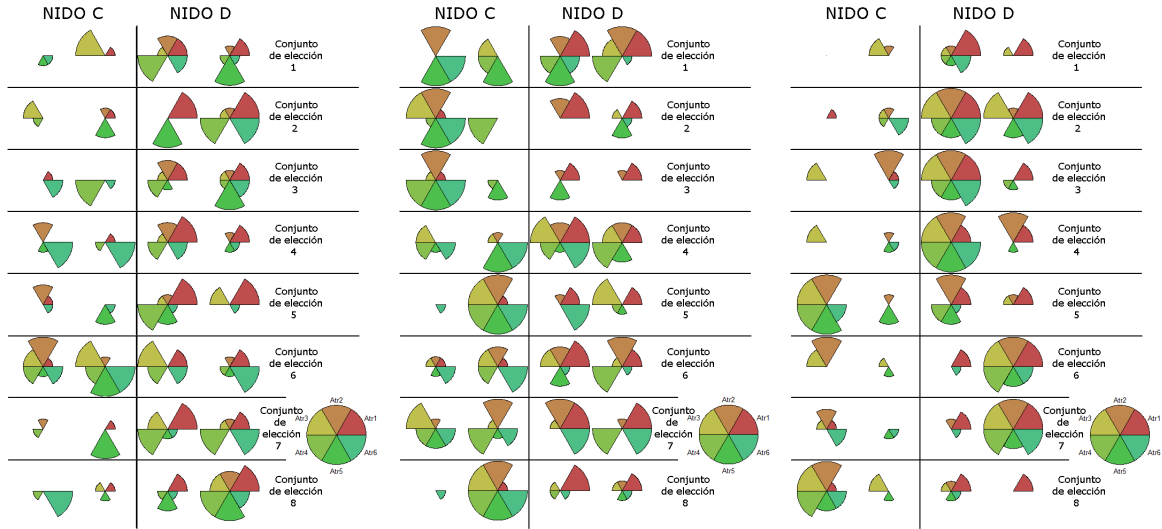 NIDO C NIDO D
Conjunto
de elección
1
Conjunto
de elección
2
Conjunto
de elección
3
Conjunto
de elección
4
Conjunto
de elección
5
Conjunto
de elección
6
Conjunto
de
elección
7
Atr2
Atr3 Atr1
Atr4 Atr6
Atr5
Conjunto
de elección
8
NIDO C NIDO D
Conjunto
de elección
1
Conjunto
de elección
2
Conjunto
de elección
3
Conjunto
de elección
4
Conjunto
de elección
5
Conjunto
de elección
6
Conjunto
de
elección
7
Atr2
Atr3 Atr1
Atr4 Atr6
Atr5
Conjunto
de elección
8
NIDO C NIDO D
Conjunto
de elección
1
Conjunto
de elección
2
Conjunto
de elección
3
Conjunto
de elección
4
Conjunto
de elección
5
Conjunto
de elección
6
Conjunto
de
elección
7
Atr2
Atr3 Atr1
Atr4 Atr6
Atr5
Conjunto
de elección
8